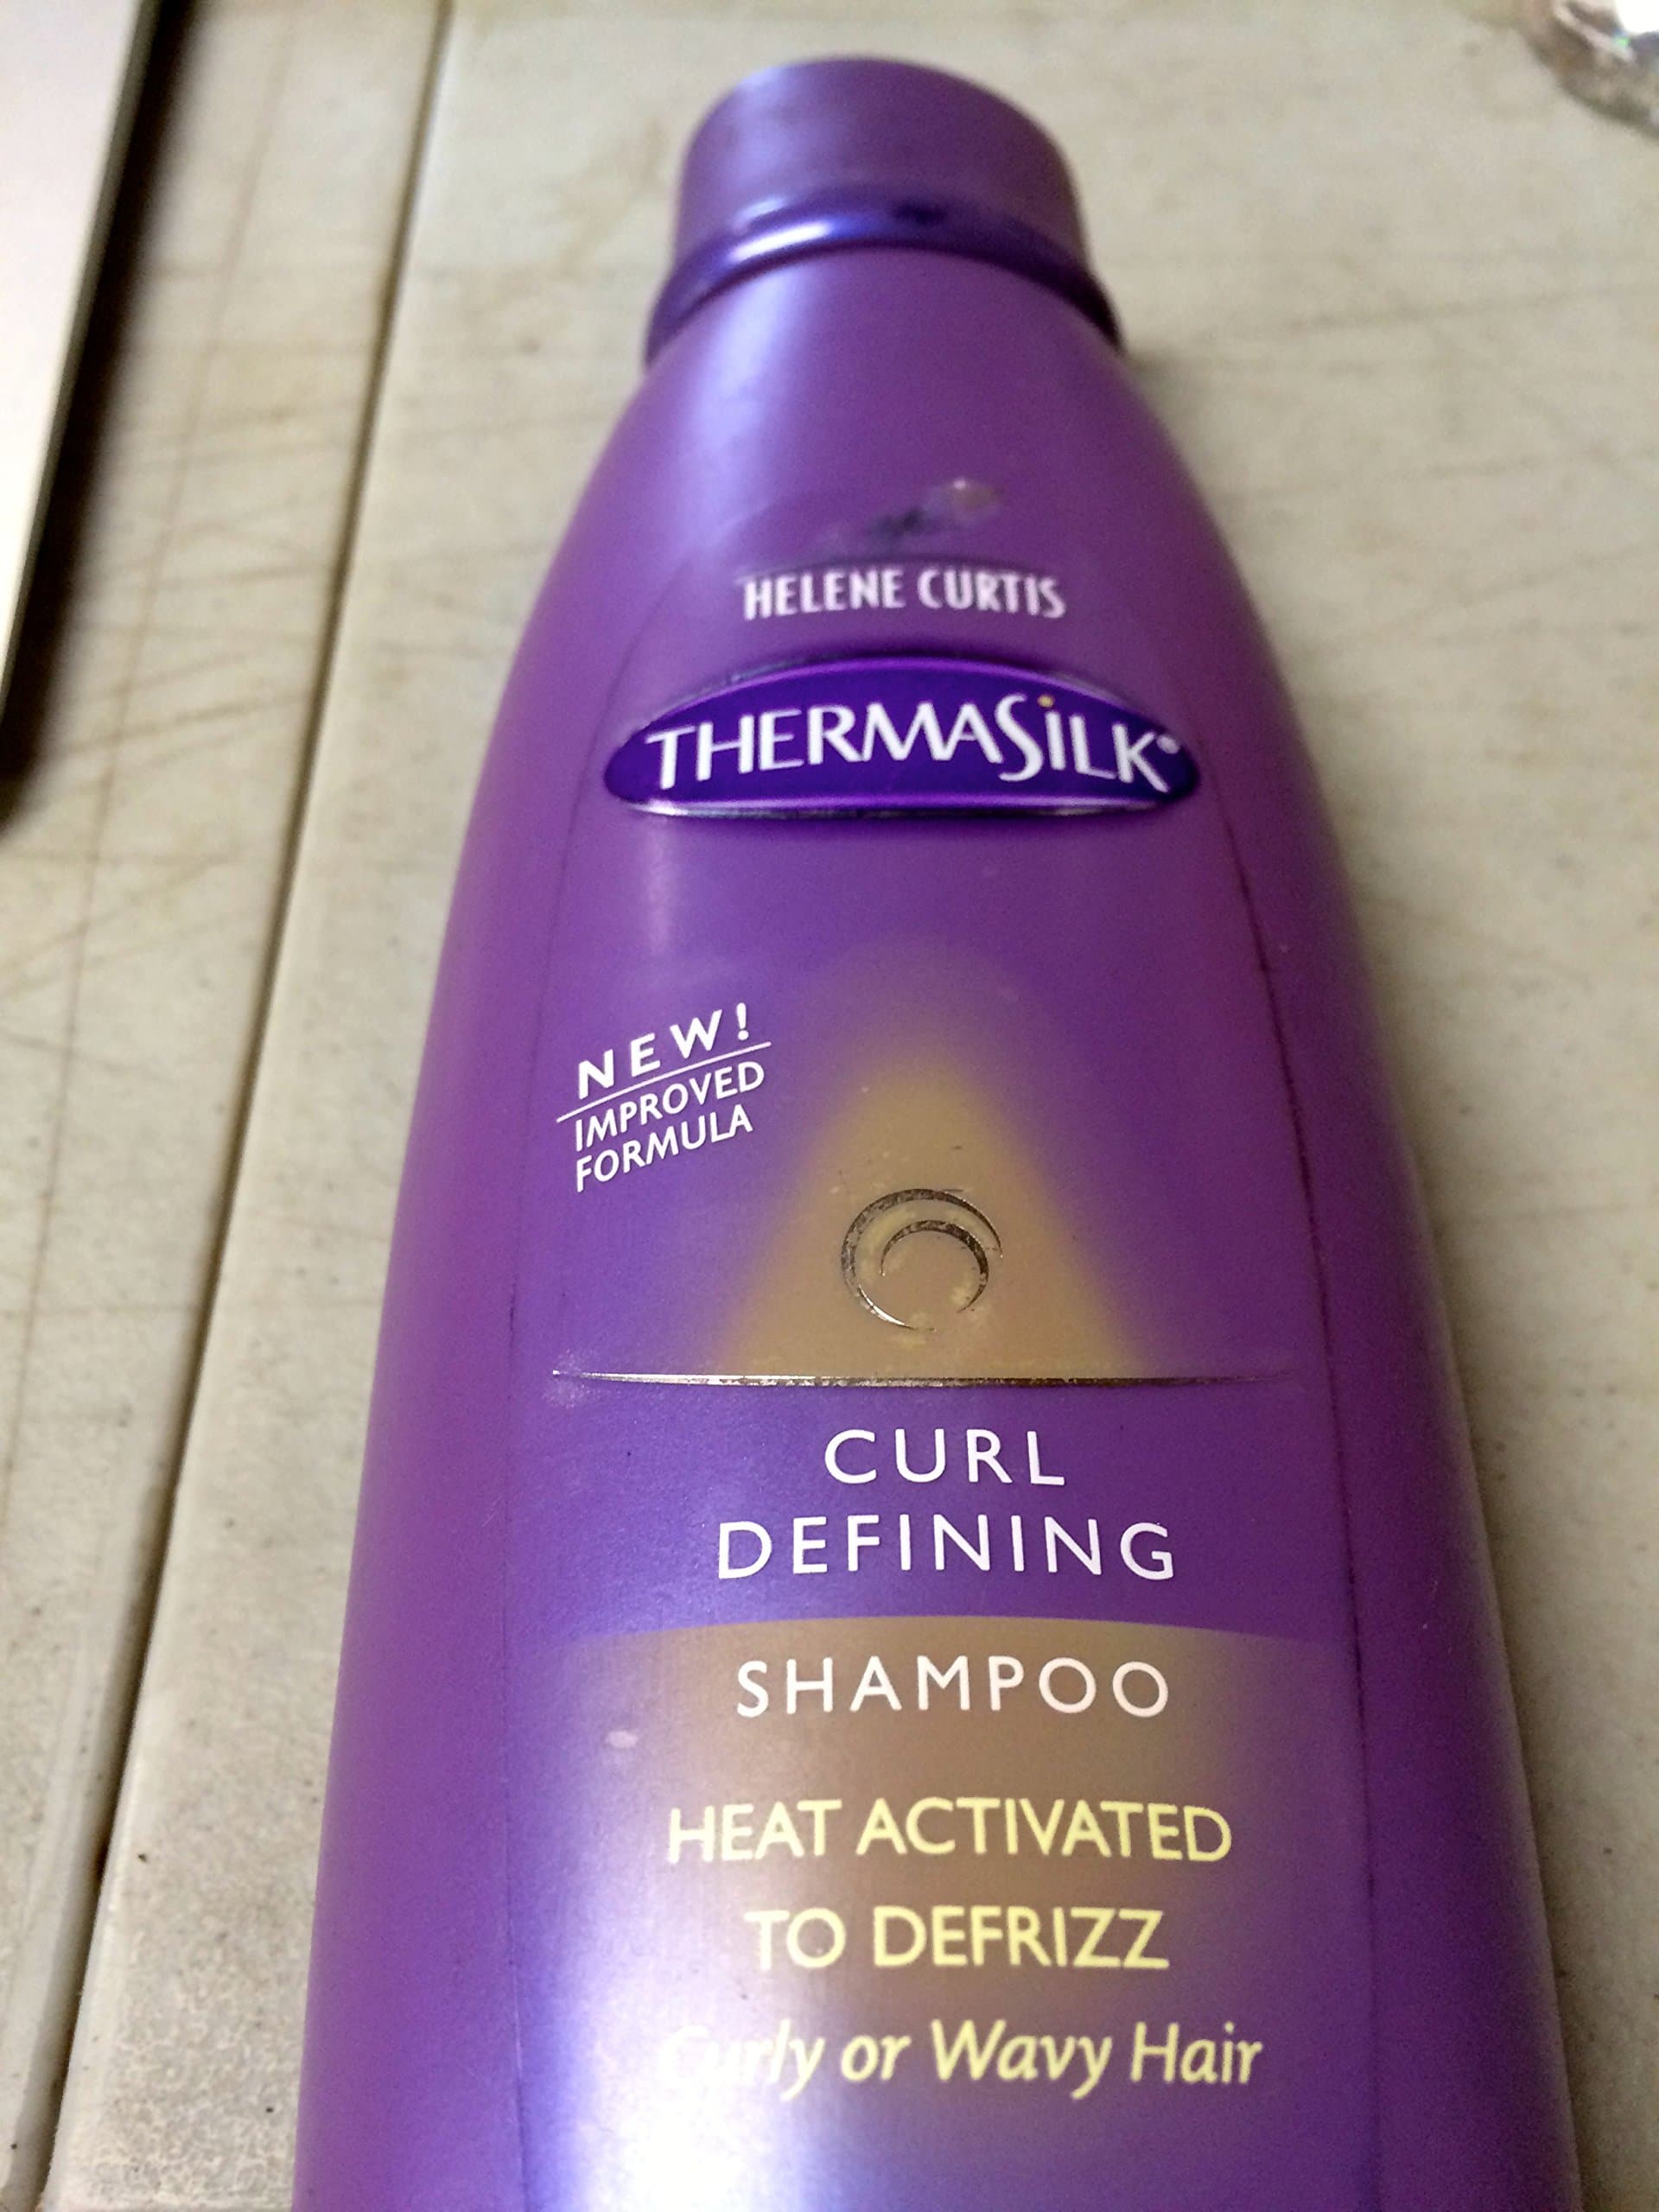 HELENE CURTIS
THERMASILK®
NEW!
IMPROVED
FORMULA
CURL
DEFINING
SHAMPOO
HEAT ACTIVATED
TO DEFRIZZ
Curly or Wavy Hair